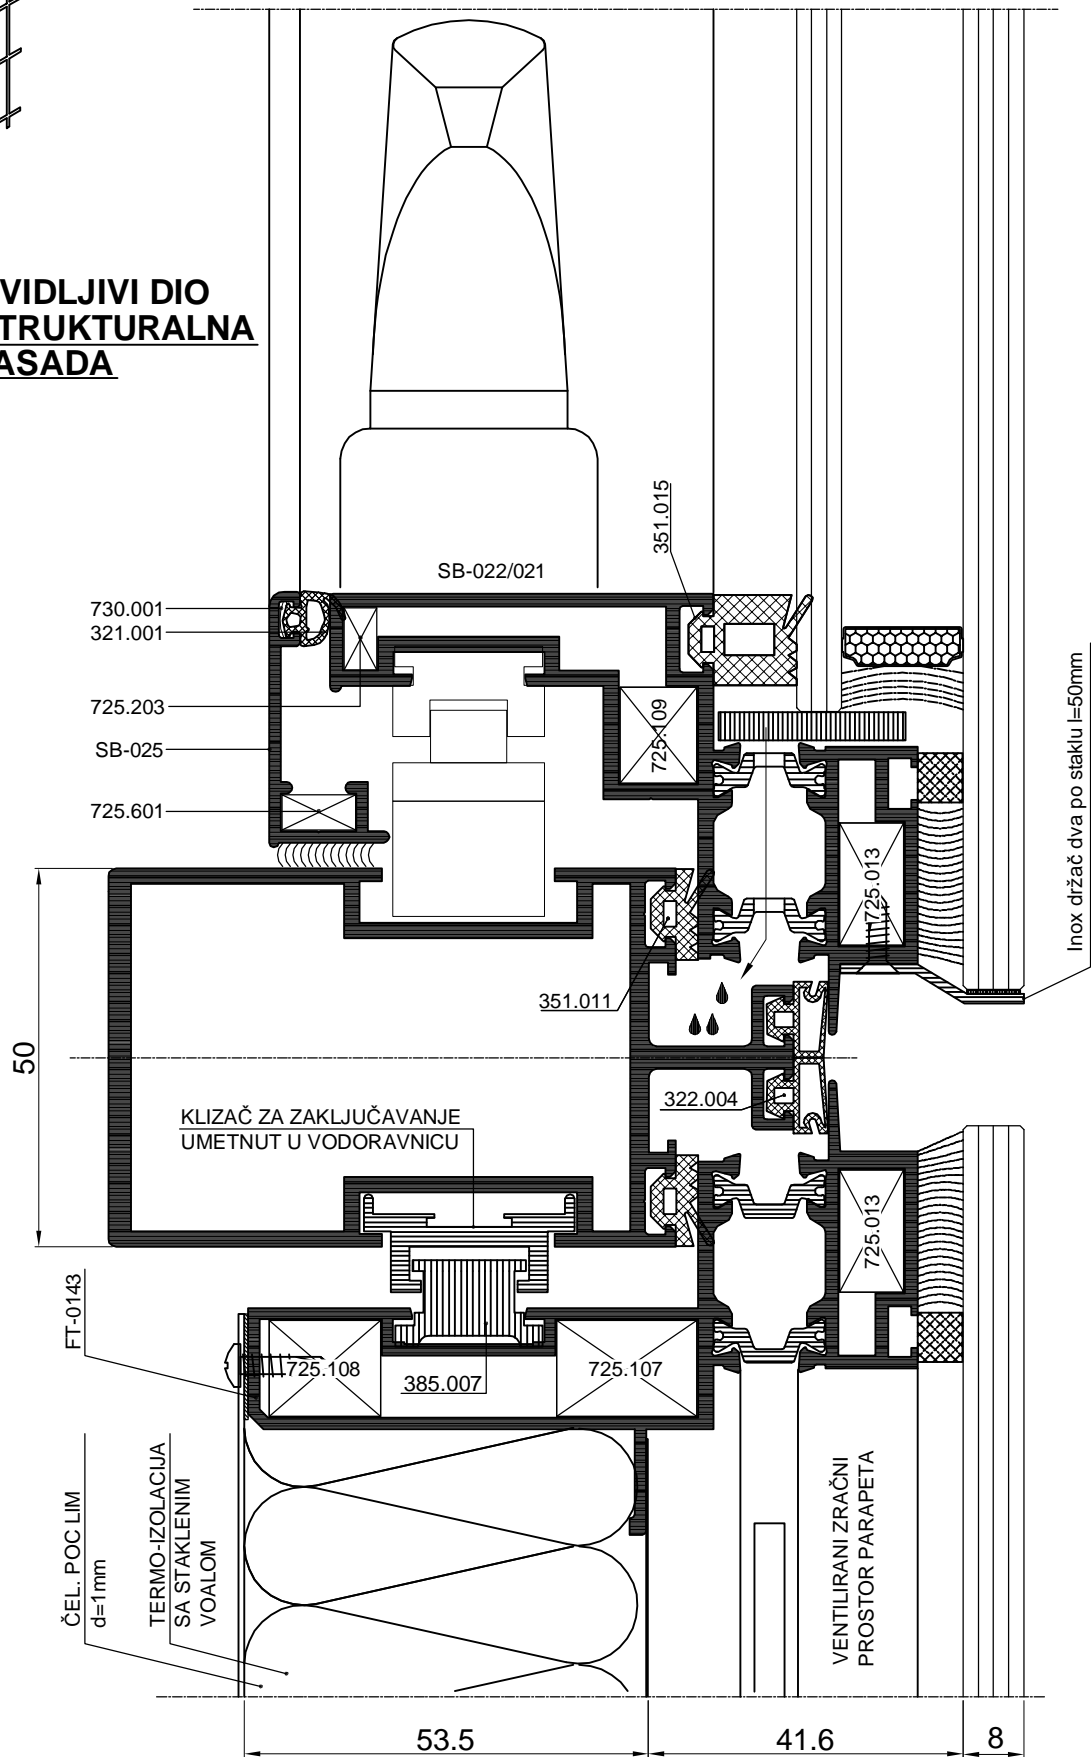 VIDLJIVI DIO
TRUKTURALNA
ASADA
351.015
SB-022/021
730.001
321.001
725.203
SB-025
725.109
725.601
725.013
Inox držač dva po staklu l=50mm
351.011
50
322.004
KLIZAČ ZA ZAKLJUČAVANJE
UMETNUT U VODORAVNICU
725.013
FT-0143
725.108
385.007
725.107
ČEL. POC LIM
d=1mm
TERMO-IZOLACIJA
SA STAKLENIM
VOALOM
VENTILIRANI ZRAČNI
PROSTOR PARAPETA
53.5
41.6
8